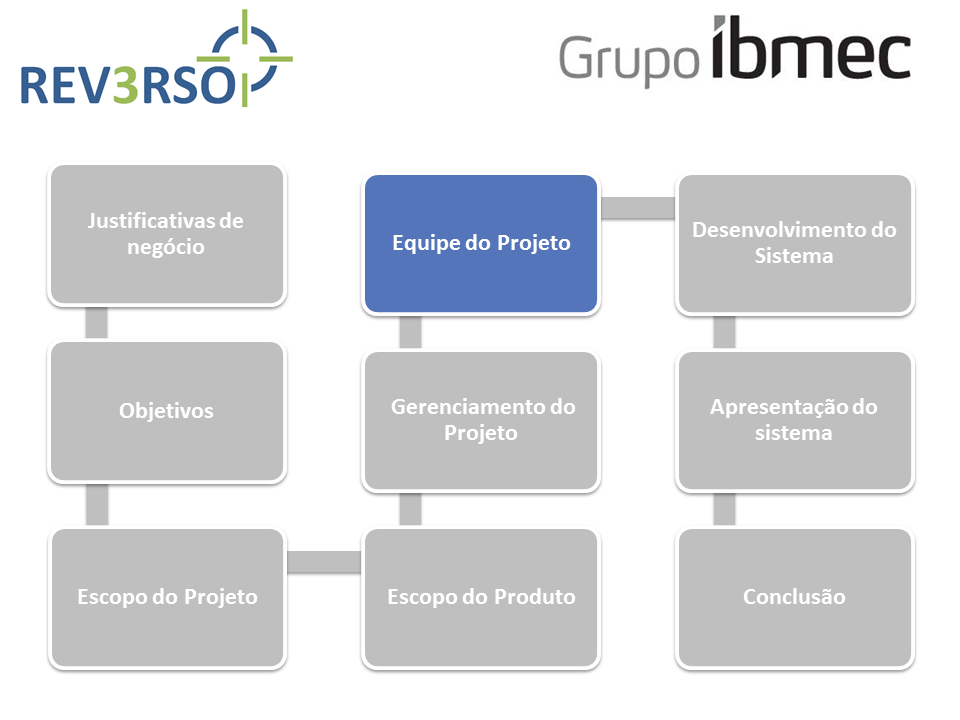 REV3RSO
Grupo ibmec
Justificativas de
negócio
Objetivos
Escopo do Projeto
Escopo do Produto
Gerenciamento do
Projeto
Equipe do Projeto
Desenvolvimento do
Sistema
Apresentação do
sistema
Conclusão